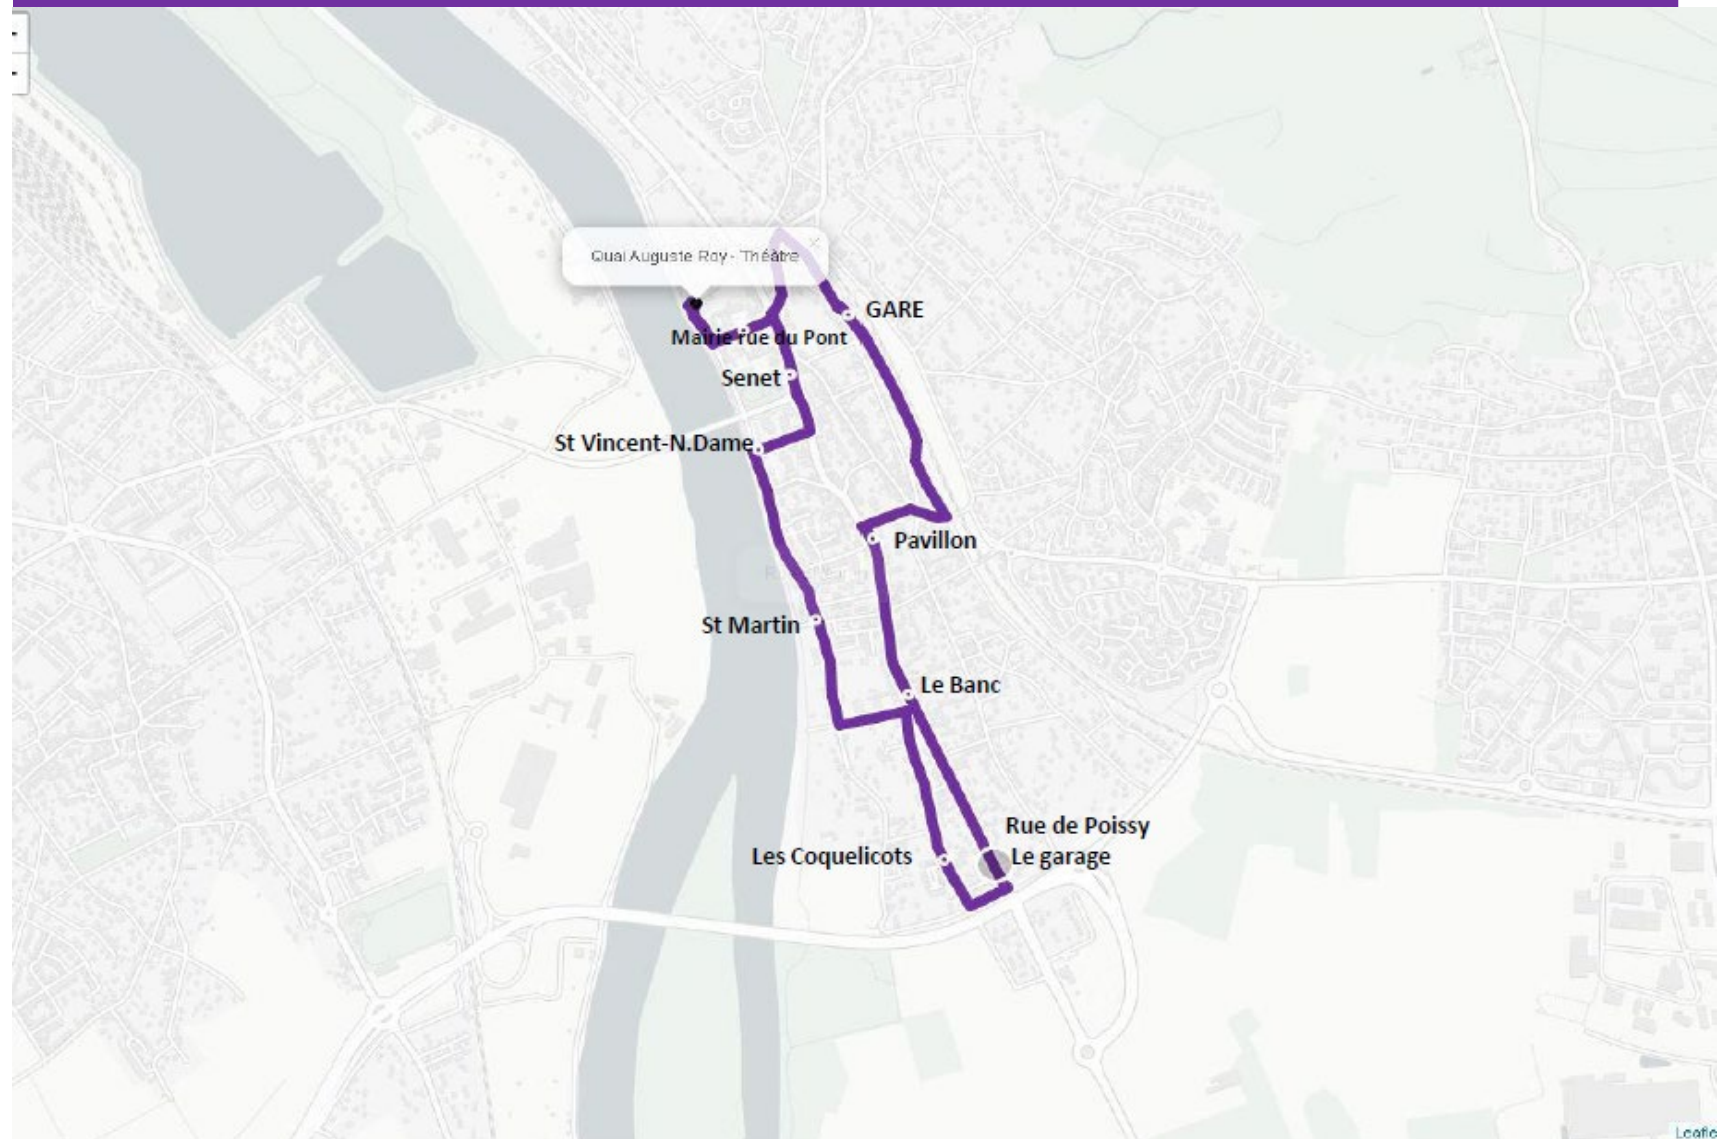 Quai Auguste Roy - Théâtre
GARE
Mairie rue du Pont
Senet
St Vincent-N.Dame
Pavillon
St Martin
Le Banc
Rue de Poissy
Les Coquelicots
Le garage